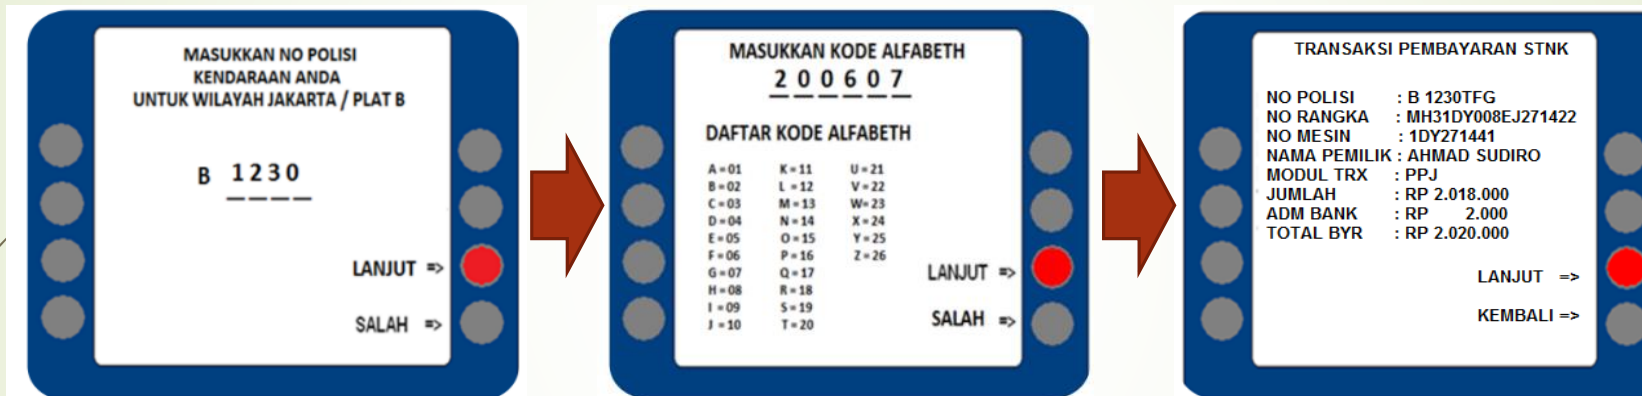 MASUKKAN NO POLISI
KENDARAAN ANDA
UNTUK WILAYAH JAKARTA / PLAT B
B 1230
LANJUT =>
SALAH =>
MASUKKAN KODE ALFABETH
200607
DAFTAR KODE ALFABETH
A=01 K=11 U=21
B=02 L=12 V=22
C=03 M=13 W=23
D=04 N=14 X=24
E=05 O=15 Y=25
F=06 P=16 Z=26
G=07 Q=17
H=08 R=18
I=09 S=19
J=10 T=20
LANJUT =>
SALAH =>
TRANSAKSI PEMBAYARAN STNK
NO POLISI : B 1230TFG
NO RANGKA : MH31DY008EJ271422
NO MESIN : 1DY271441
NAMA PEMILIK : AHMAD SUDIRO
MODUL TRX : PPJ
JUMLAH : RP 2.018.000
ADM BANK : RP 2.000
TOTAL BYR : RP 2.020.000
LANJUT =>
KEMBALI =>